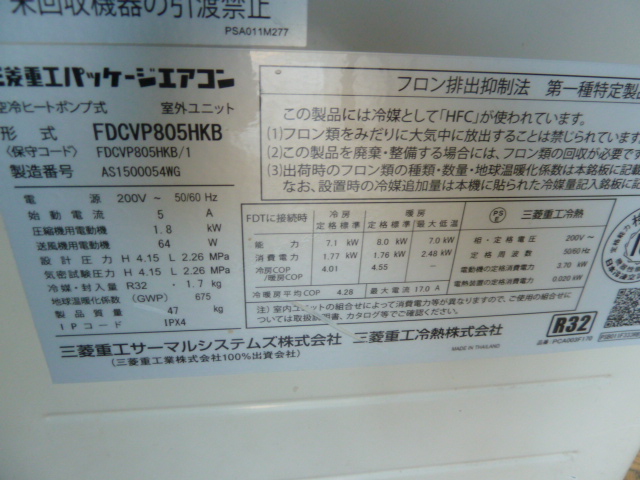 未回収機器の引渡禁止
PSA011M277
三菱重工パッケージエアコン
空冷ヒートポンプ式 室外ユニット
形式 FDCVP805HKB
〈保守コード〉 FDCVP805HKB/1
製造番号 AS1500054WG
電源 200V ~ 50/60 Hz
始動電流 5 A
圧縮機用電動機 1.8 kW
送風機用電動機 64 W
設計圧力 H 4.15 L 2.26 MPa
気密試験圧力 H 4.15 L 2.26 MPa
冷媒・封入量 R32 · 1.7 kg
地球温暖化係数 (GWP) 675
質量 47 kg
IPコード IPX4
フロン排出抑制法 第一種特定製品
この製品には冷媒として「HFC」が使われています。
(1)フロン類をみだりに大気中に放出することは禁じられていま
(2)この製品を廃棄・整備する場合には、フロン類の回収が必要で
(3)出荷時のフロン類の種類・数量・地球温暖化係数は本銘板に
なお、設置時の冷媒追加量は本機に貼られた冷媒量記入銘板に
FDTに接続時 冷房 暖房
定格標準 定格標準 最大低温
能力 7.1 kW 8.0 kW 7.0 kW
消費電力 1.77 kW 1.76 kW 2.48 kW
冷房COP/暖房COP 4.01 4.55 —
冷暖房平均COP 4.28 最大電流 17.0 A
注)室内ユニットの組合せによって消費電力等が異なりますので、ご使用の組合せに
ついては取扱説明書、カタログ等でご確認ください。
PSE 三菱重工冷熱
相・定格電圧 200V~
定格周波数 50/60Hz
電動機の定格消費電力 3.70 kW
電熱装置の定格消費電力 0.020 kW
三菱重工サーマルシステムズ株式会社 三菱重工冷熱株式会社
(三菱重工業株式会社100%出資会社)
MADE IN THAILAND
R32
品番: PCA003F170